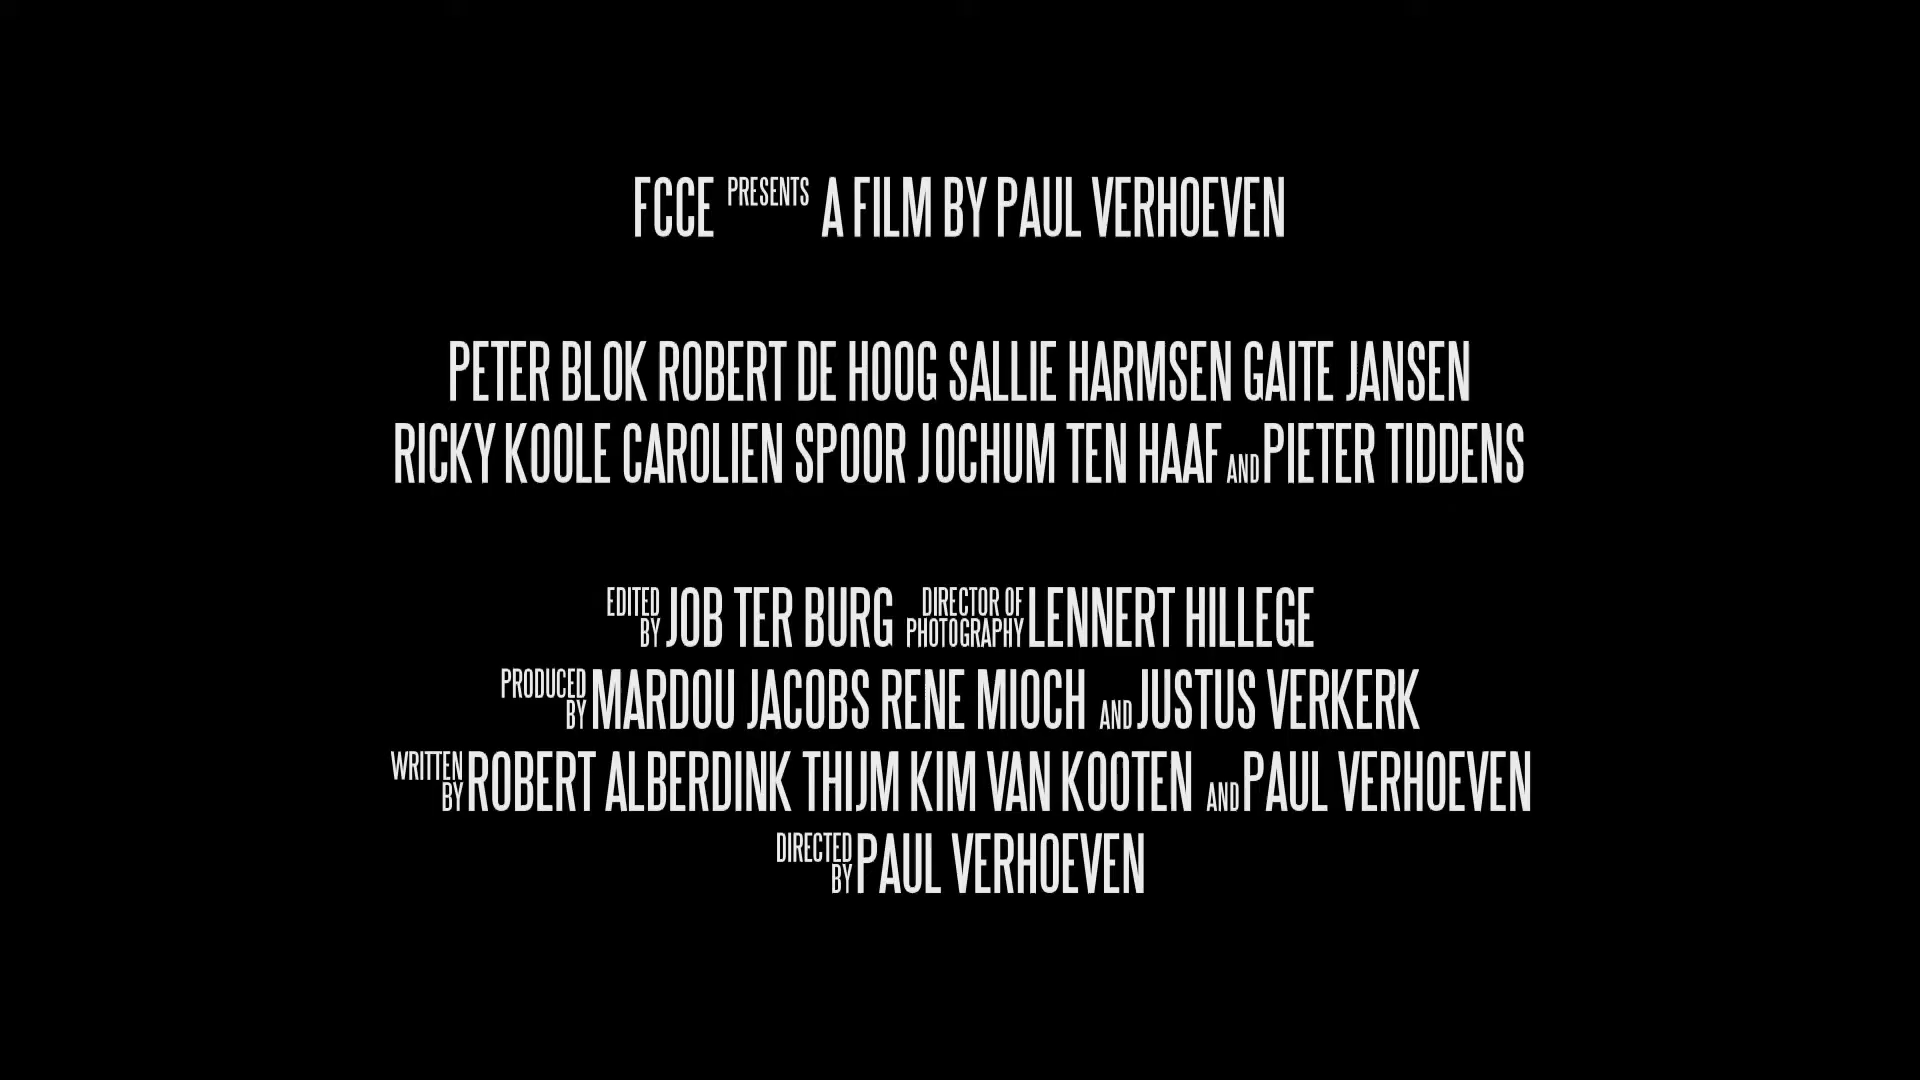 FCCE PRESENTS A FILM BY PAUL VERHOEVEN
PETER BLOK ROBERT DE HOOG SALLIE HARMSEN GAITE JANSEN
RICKY KOOLE CAROLIEN SPOOR JOCHUM TEN HAAF AND PIETER TIDDENS
EDITED BY JOB TER BURG DIRECTOR OF PHOTOGRAPHY LENNERT HILLEGE
PRODUCED BY MARDOU JACOBS RENE MIOCH AND JUSTUS VERKERK
WRITTEN BY ROBERT ALBERDINK THIJM KIM VAN KOOTEN AND PAUL VERHOEVEN
DIRECTED BY PAUL VERHOEVEN